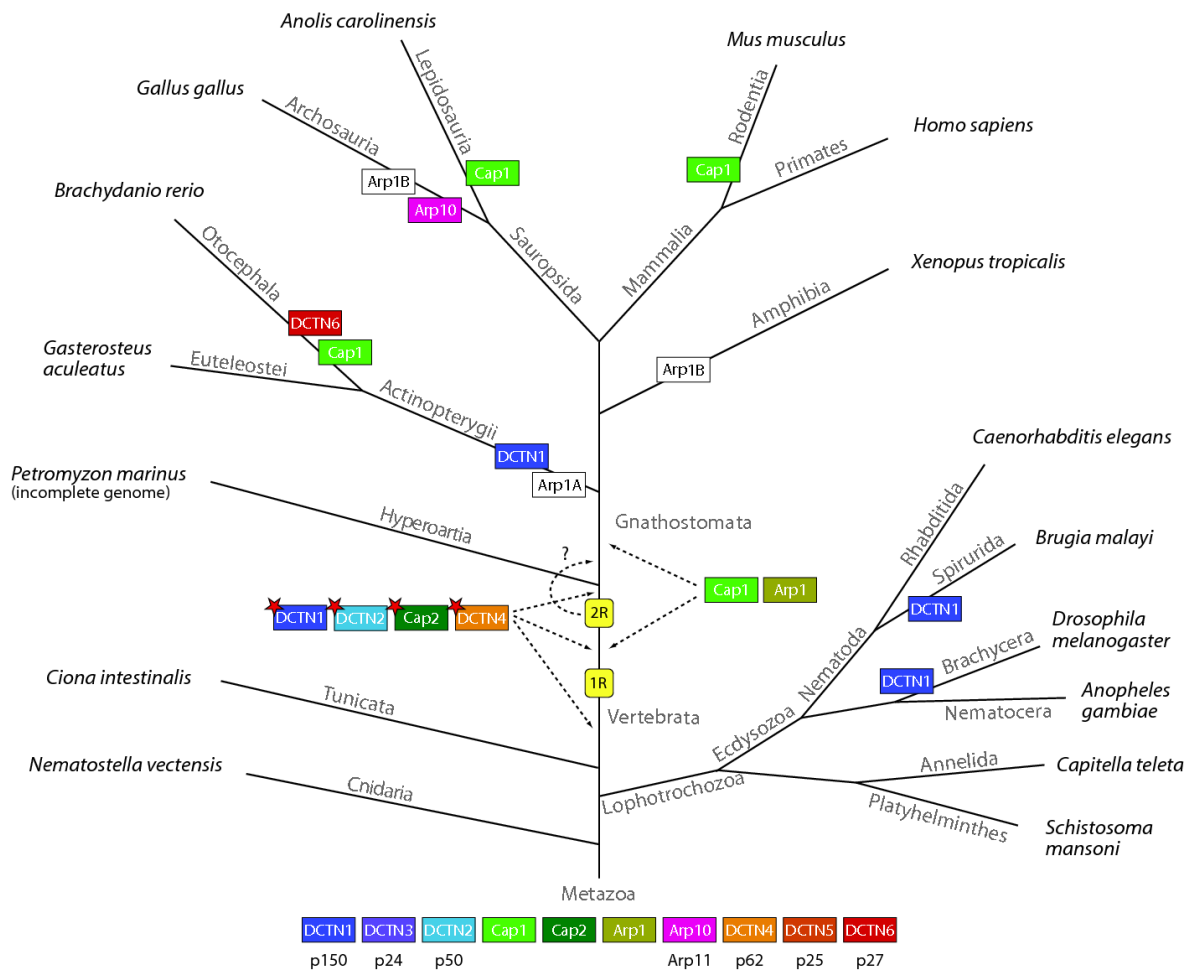 Anolis carolinensis
Mus musculus
Gallus gallus
Lepidosauria
Rodentia
Homo sapiens
Archosauria
Primates
Cap1
Cap1
Arp1B
Arp10
Brachydanio rerio
Otocephala
Sauropsida
Mammalia
Xenopus tropicalis
Amphibia
DCTN6
Cap1
Gasterosteus
aculeatus
Euteleostei
Arp1B
Actinopterygii
Caenorhabditis elegans
DCTN1
Arp1A
Petromyzon marinus
(incomplete genome)
Hyperoartia
Gnathostomata
Rhabditida
Brugia malayi
Spirurida
?
Cap1 Arp1
DCTN1
DCTN1 DCTN2 Cap2 DCTN4
2R
Drosophila
melanogaster
Nematoda
Brachycera
Ciona intestinalis
Tunicata
1R
DCTN1
Anopheles
gambiae
Nematocera
Vertebrata
Ecdysozoa
Nematostella vectensis
Cnidaria
Lophotrochozoa
Annelida
Capitella teleta
Platyhelminthes
Schistosoma
mansoni
Metazoa
DCTN1 DCTN3 DCTN2 Cap1 Cap2 Arp1 Arp10 DCTN4 DCTN5 DCTN6
p150 p24 p50 Arp11 p62 p25 p27